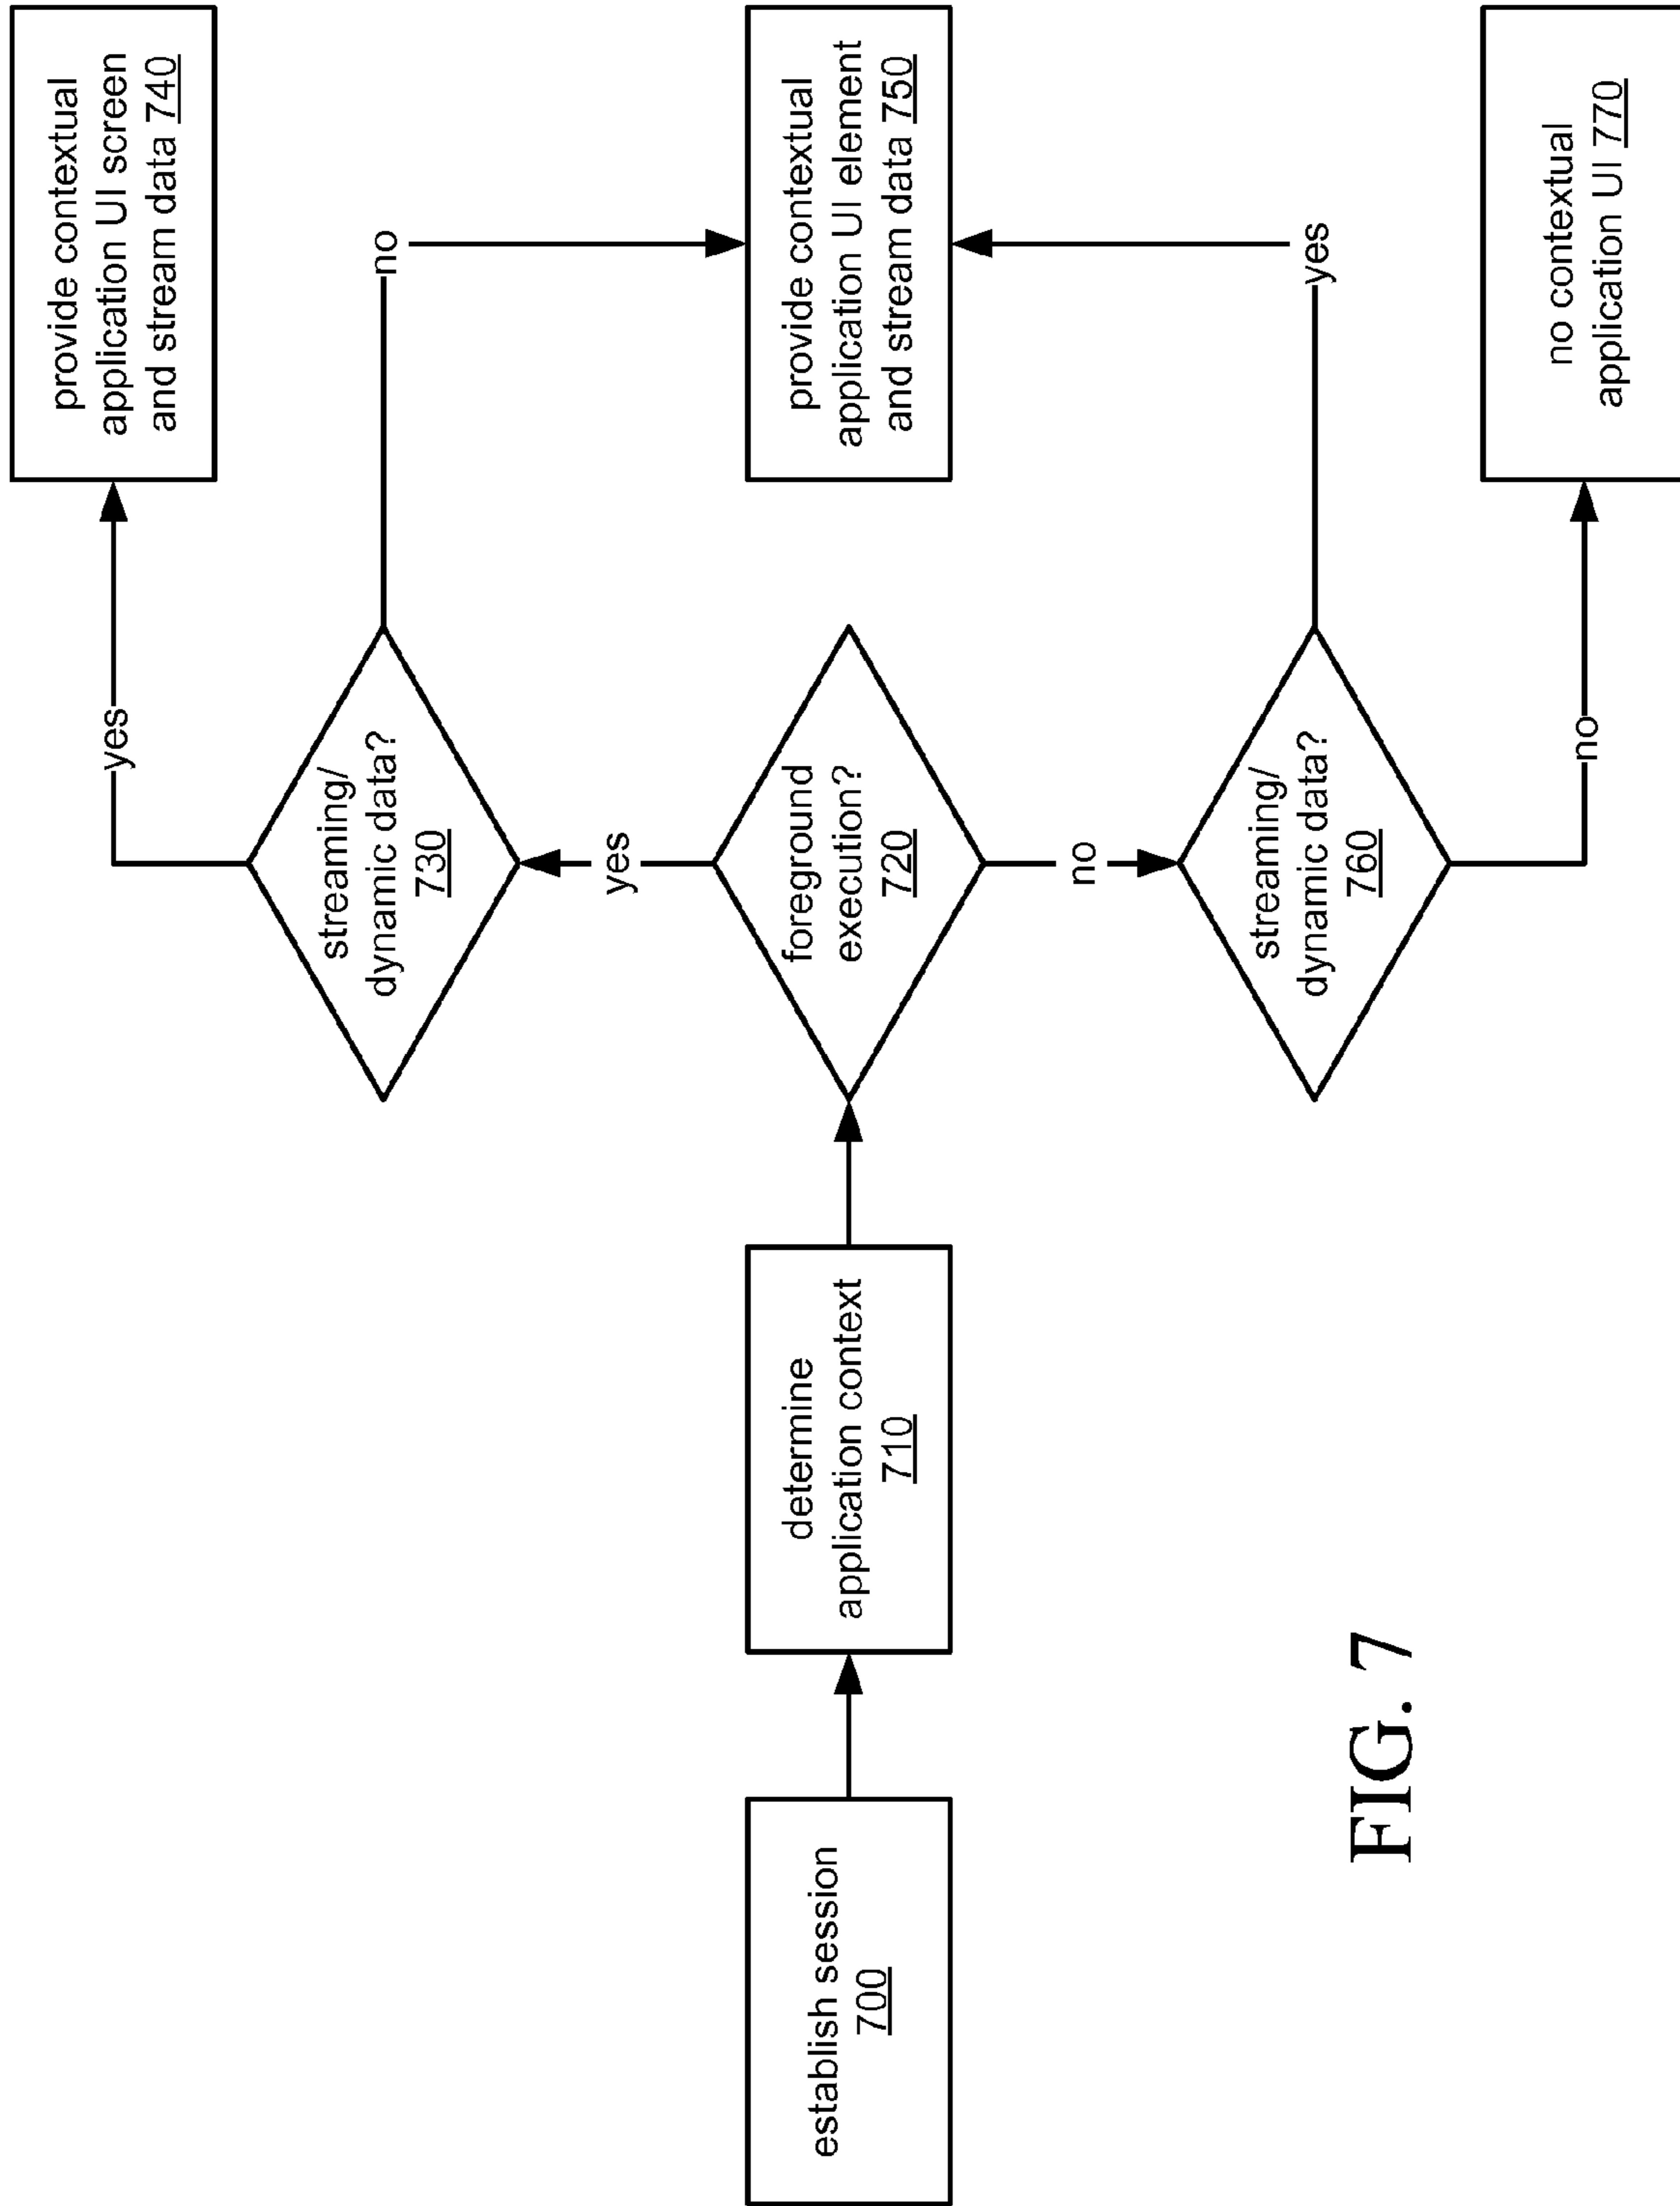 establish session
700
determine
application context
710
foreground
execution?
720
yes
no
streaming/
dynamic data?
730
yes
no
streaming/
dynamic data?
760
yes
no
provide contextual
application UI screen
and stream data 740
provide contextual
application UI element
and stream data 750
no contextual
application UI 770
FIG. 7